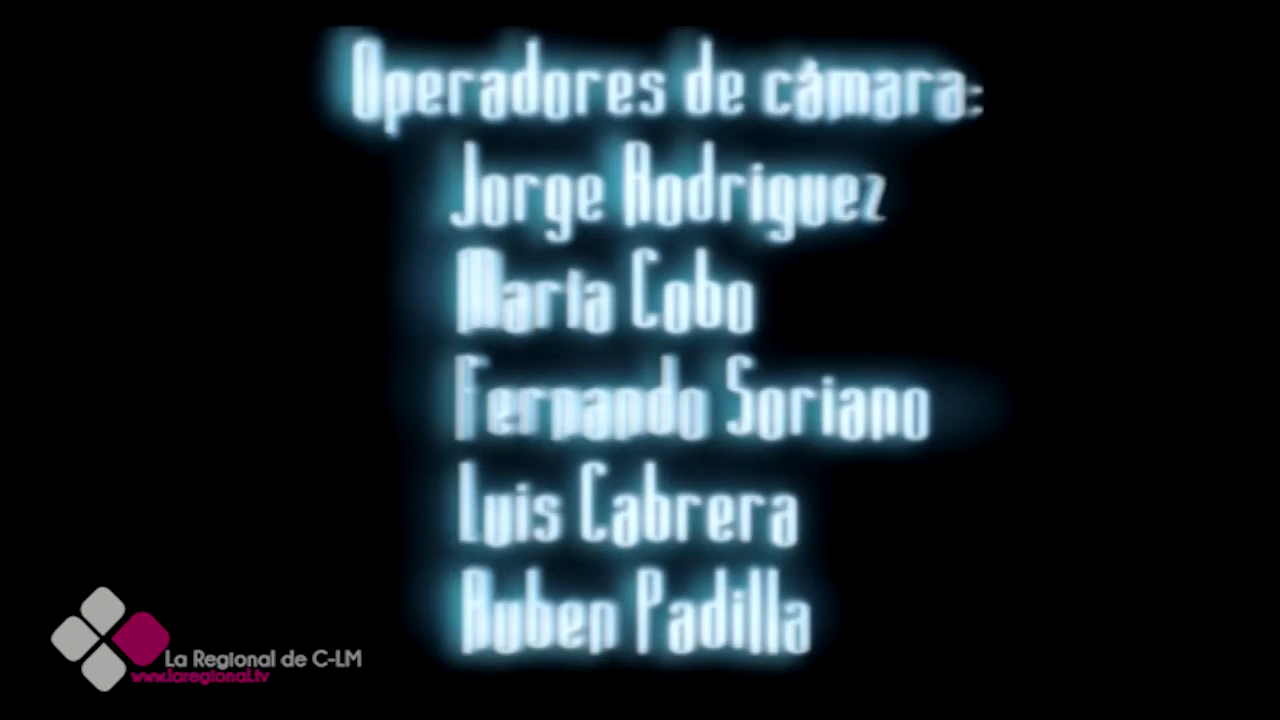 Operadores de cámara:
Jorge Rodriguez
María Cobo
Fernando Soriano
Luis Cabrera
Ruben Padilla
La Regional de C-LM
www.laregional.tv